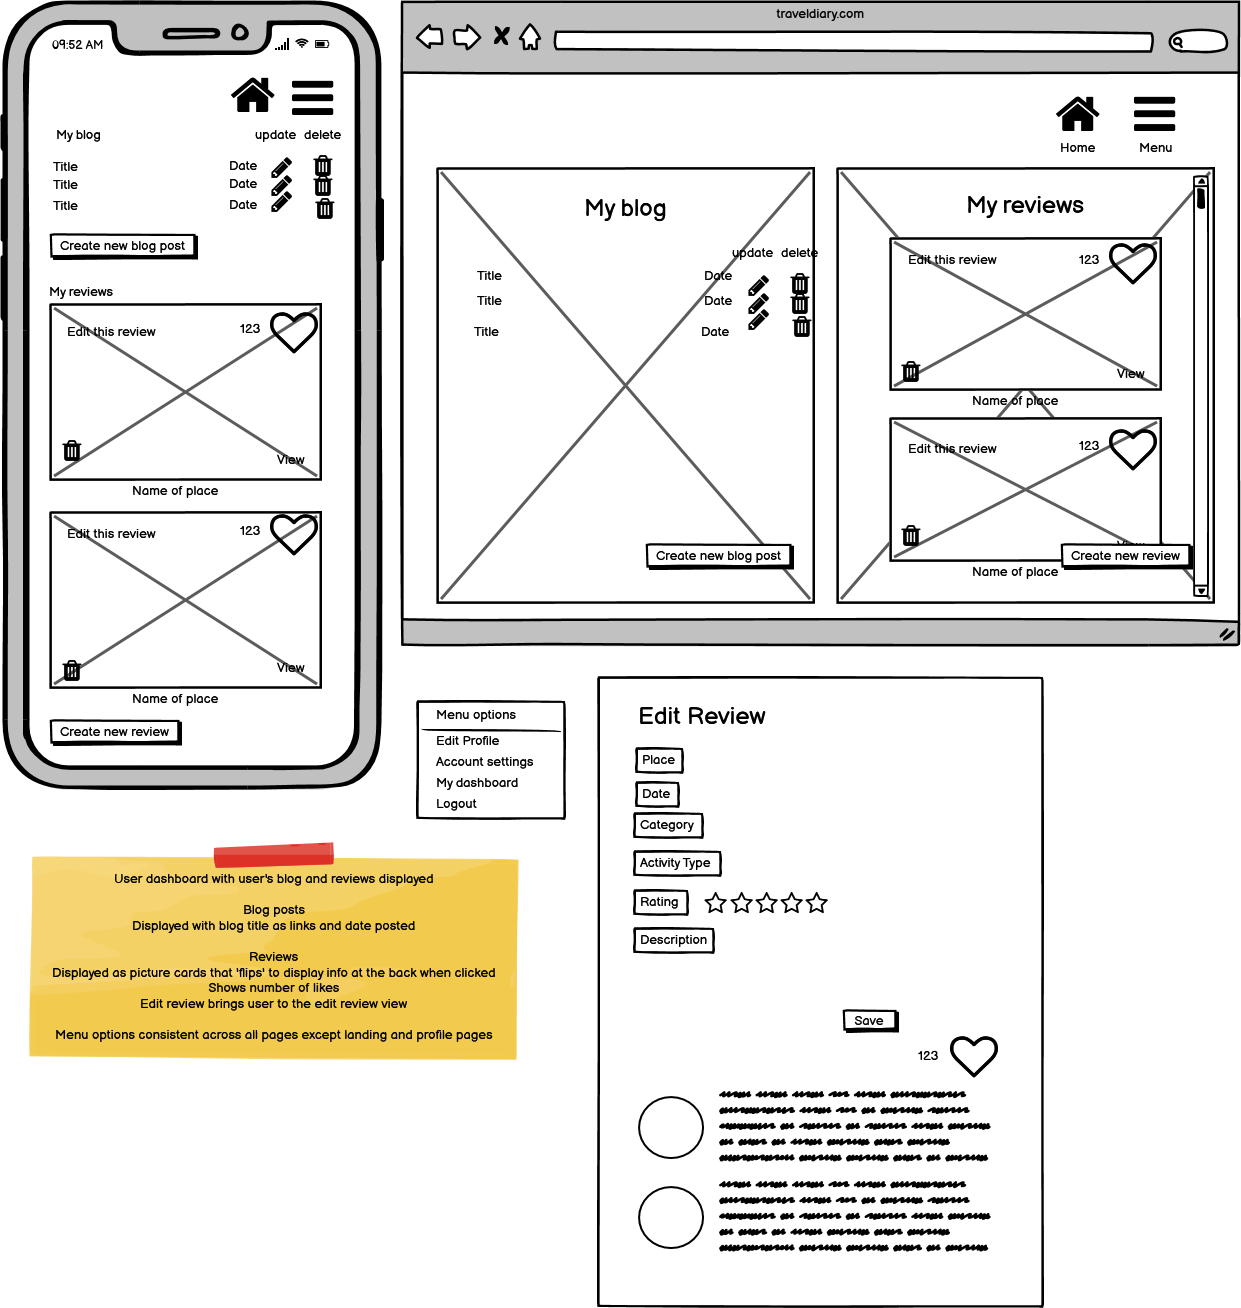 09:52 AM
My blog update delete
Title Date
Title Date
Title Date
Create new blog post
My reviews
Edit this review 123
View
Name of place
Edit this review 123
View
Name of place
Create new review
traveldiary.com
Home Menu
My blog
update delete
Title Date
Title Date
Title Date
Create new blog post
My reviews
Edit this review 123
View
Name of place
Edit this review 123
View
Create new review
Name of place
Menu options
Edit Profile
Account settings
My dashboard
Logout
Edit Review
Place
Date
Category
Activity Type
Rating
Description
Save
123
User dashboard with user's blog and reviews displayed
Blog posts
Displayed with blog title as links and date posted
Reviews
Displayed as picture cards that 'flips' to display info at the back when clicked
Shows number of likes
Edit review brings user to the edit review view
Menu options consistent across all pages except landing and profile pages